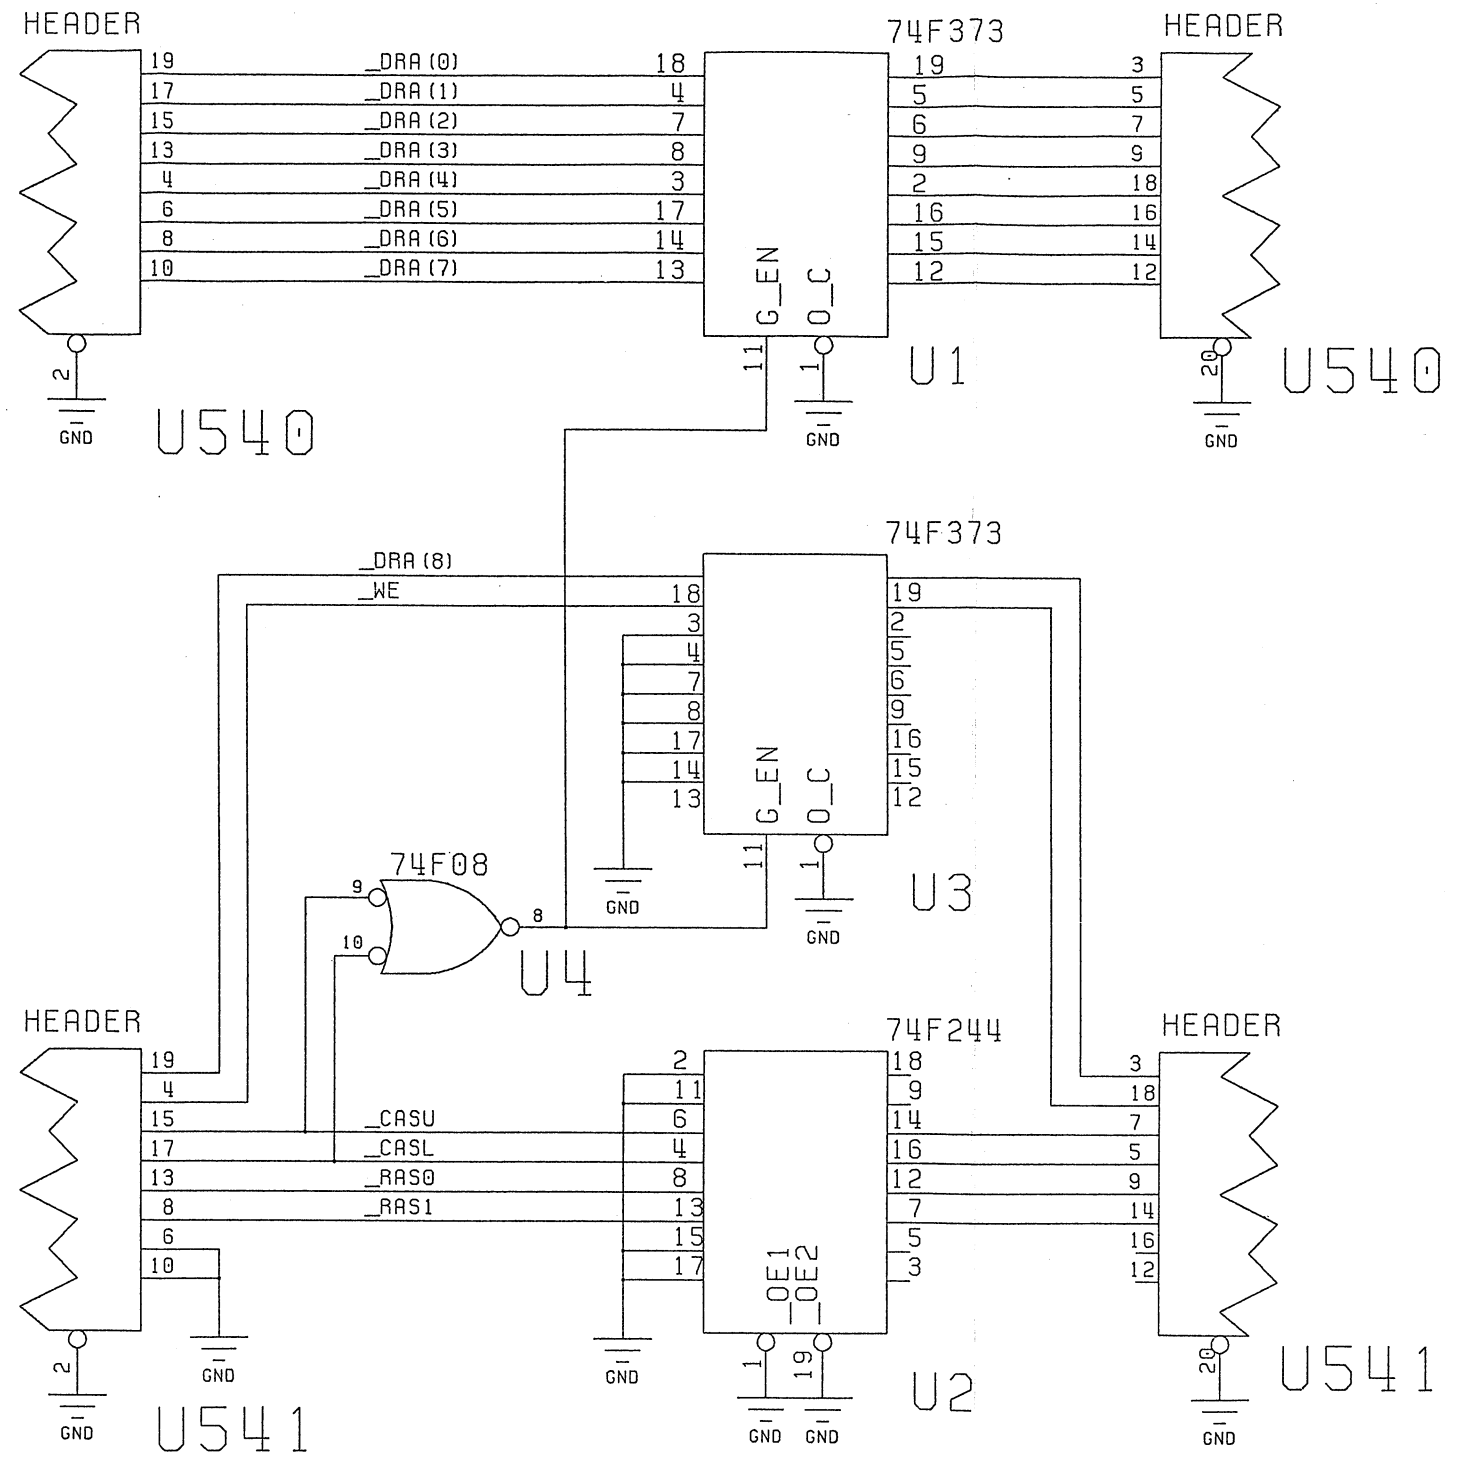 HEADER
74F373
HEADER
19 _DRA(0) 18 19 3
17 _DRA(1) 4 5 5
15 _DRA(2) 7 6 7
13 _DRA(3) 8 9 9
4 _DRA(4) 3 2 18
6 _DRA(5) 17 16 16
8 _DRA(6) 14 15 14
10 _DRA(7) 13 12 12
G_EN
O_C
2
11
1
U1
20
U540
GND
U540
GND
GND
74F373
_DRA(8)
_WE
18 19
3 2
4 5
7 6
8 9
17 16
14 15
13 12
G_EN
O_C
11
1
GND
U3
GND
74F08
9
10
8
U4
HEADER
74F244
HEADER
19 2 18 3
4 11 9 18
15 _CASU 6 14 7
17 _CASL 4 16 5
13 _RAS0 8 12 9
8 _RAS1 13 7 14
6 15 5 16
10 17 3 12
_OE1
_OE2
2
GND
GND
1
19
U2
20
U541
GND
U541
GND
GND
GND